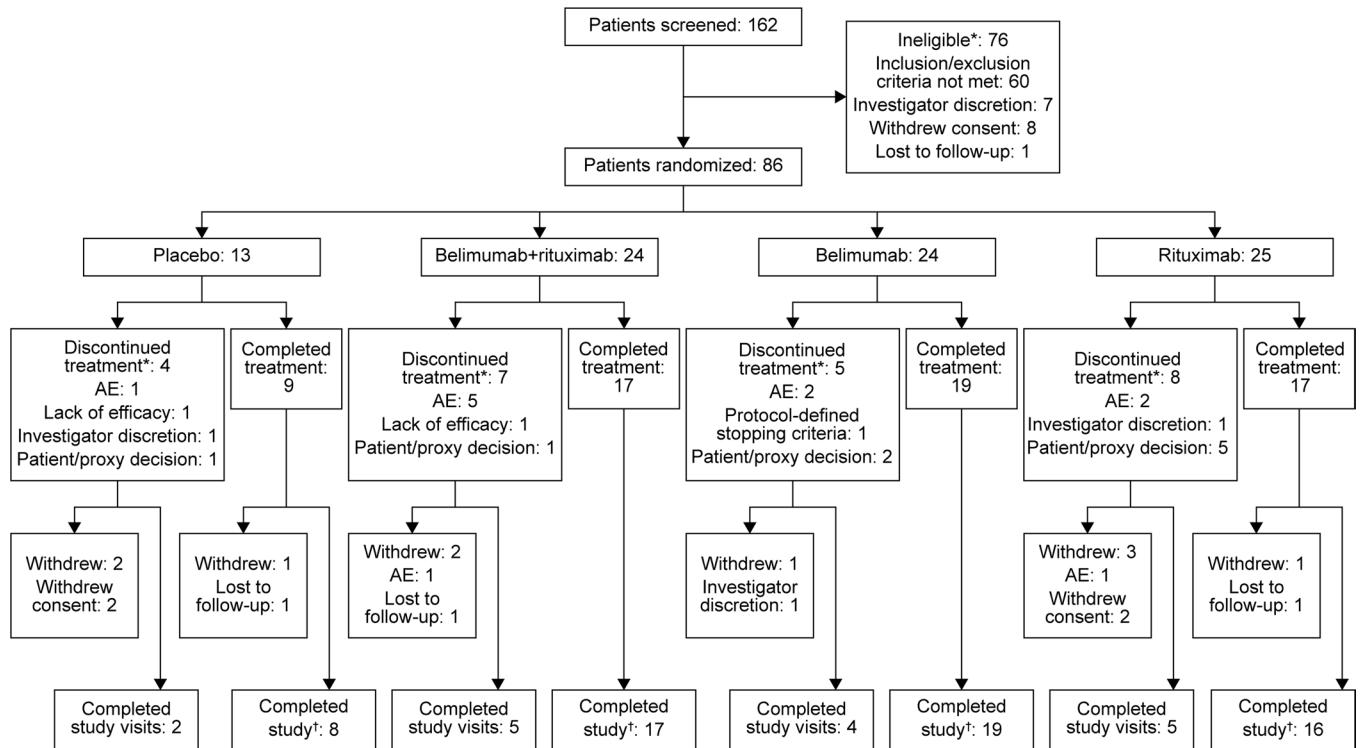 Patients screened: 162
Ineligible*: 76
Inclusion/exclusion
criteria not met: 60
Investigator discretion: 7
Withdrew consent: 8
Lost to follow-up: 1
Patients randomized: 86
Placebo: 13
Belimumab+rituximab: 24
Belimumab: 24
Rituximab: 25
Discontinued
treatment*: 4
AE: 1
Lack of efficacy: 1
Investigator discretion: 1
Patient/proxy decision: 1
Completed
treatment:
9
Discontinued
treatment*: 7
AE: 5
Lack of efficacy: 1
Patient/proxy decision: 1
Completed
treatment:
17
Discontinued
treatment*: 5
AE: 2
Protocol-defined
stopping criteria: 1
Patient/proxy decision: 2
Completed
treatment:
19
Discontinued
treatment*: 8
AE: 2
Investigator discretion: 1
Patient/proxy decision: 5
Completed
treatment:
17
Withdrew: 2
Withdrew
consent: 2
Withdrew: 1
Lost to
follow-up: 1
Withdrew: 2
AE: 1
Lost to
follow-up: 1
Withdrew: 1
Investigator
discretion: 1
Withdrew: 3
AE: 1
Withdrew
consent: 2
Withdrew: 1
Lost to
follow-up: 1
Completed
study visits: 2
Completed
study†: 8
Completed
study visits: 5
Completed
study†: 17
Completed
study visits: 4
Completed
study†: 19
Completed
study visits: 5
Completed
study†: 16